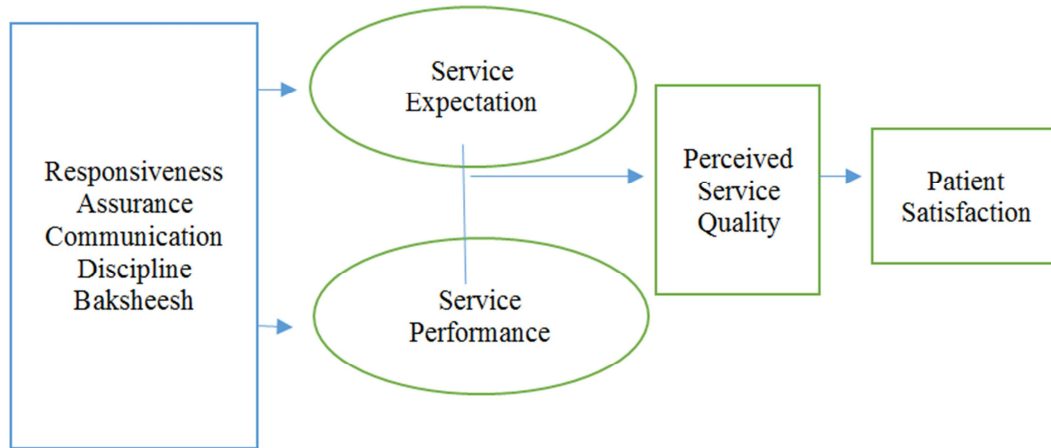 Responsiveness
Assurance
Communication
Discipline
Baksheesh
Service
Expectation
Service
Performance
Perceived
Service
Quality
Patient
Satisfaction